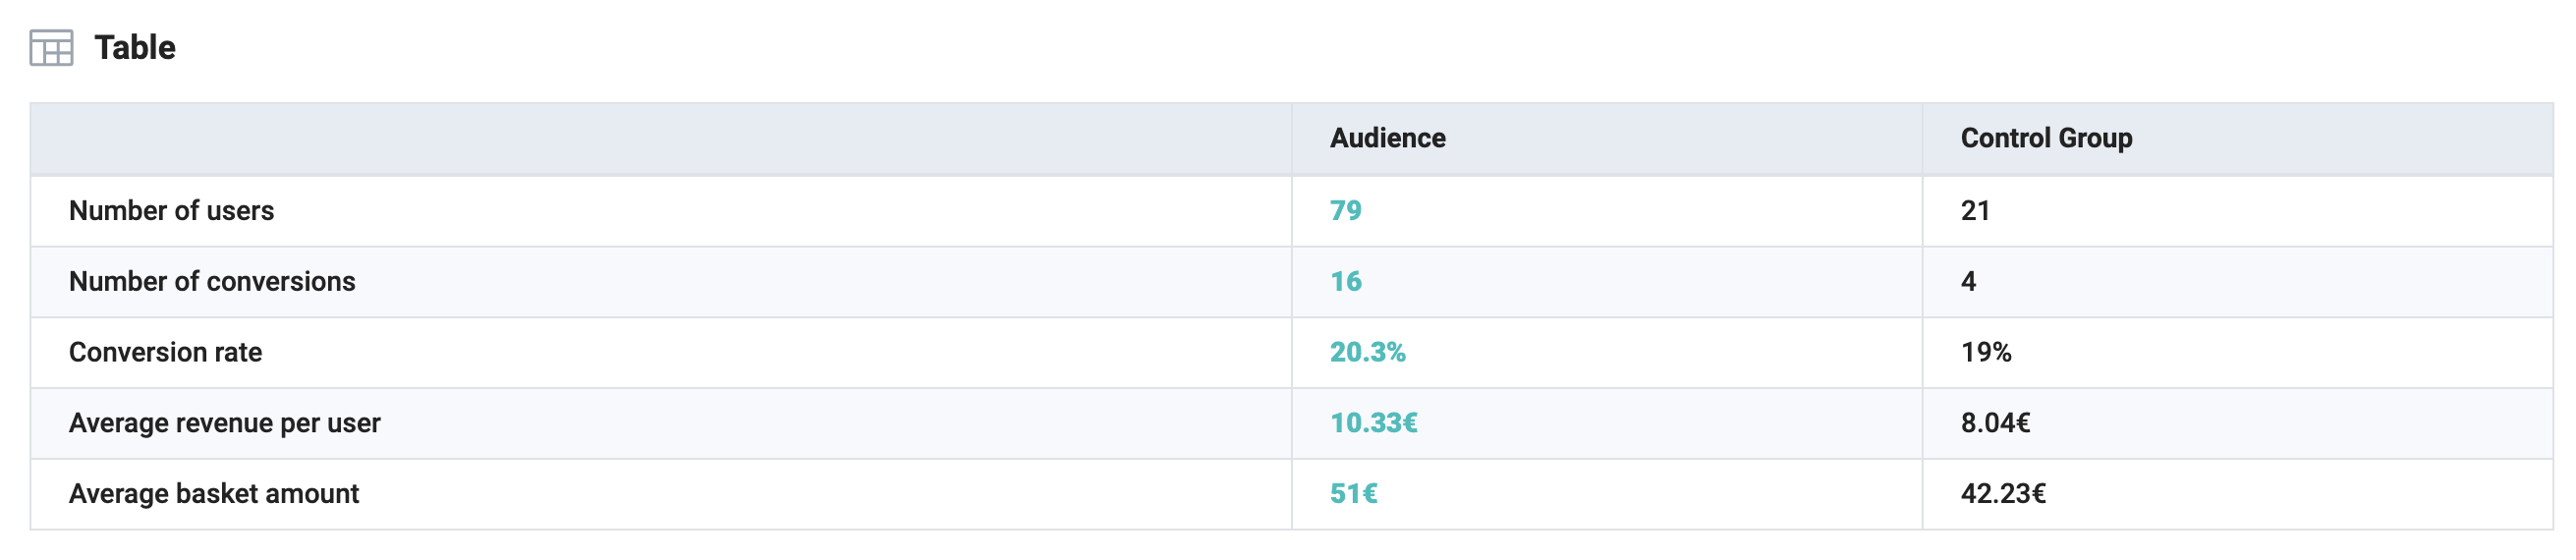 Table
Audience Control Group
Number of users 79 21
Number of conversions 16 4
Conversion rate 20.3% 19%
Average revenue per user 10.33€ 8.04€
Average basket amount 51€ 42.23€